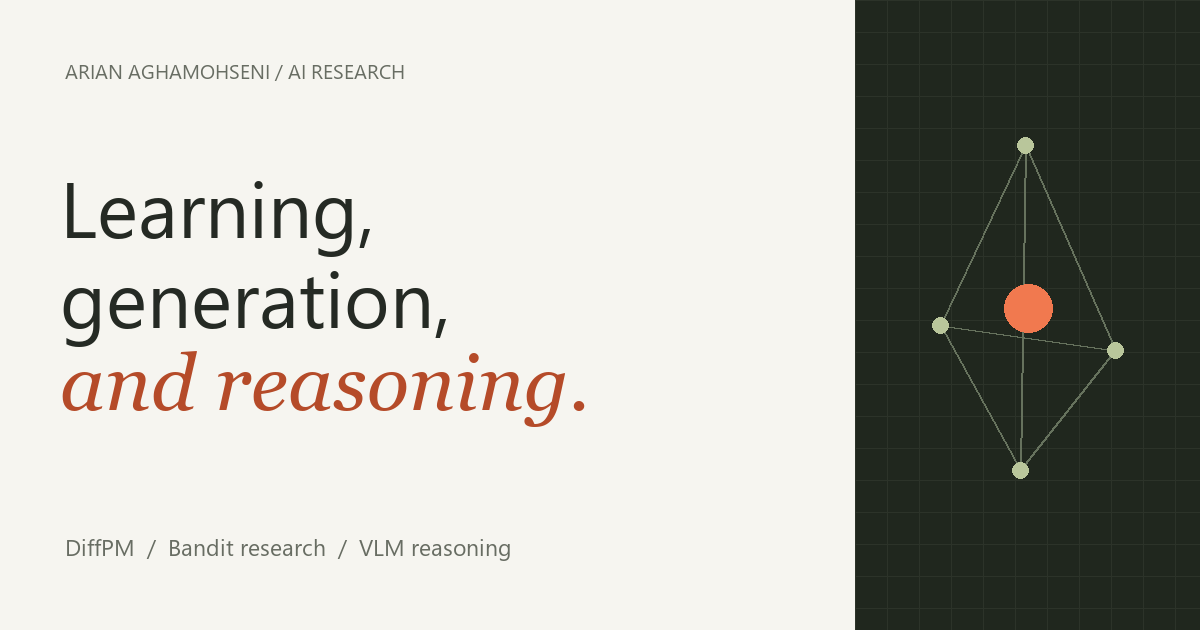 ARIAN AGHAMOHSENI / AI RESEARCH
Learning,
generation,
and reasoning.
DiffPM / Bandit research / VLM reasoning